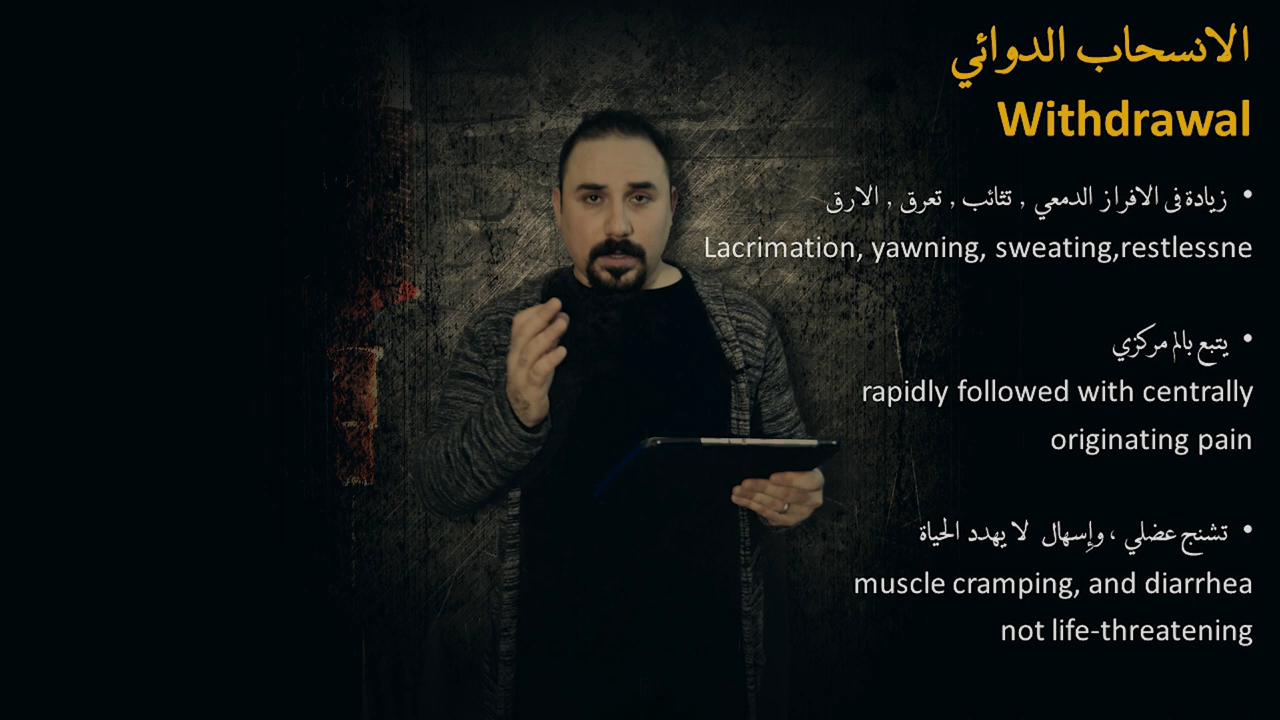 الانسحاب الدوائي
Withdrawal
• زيادة فى الافراز الدمعي , تثائب , تعرق , الارق
Lacrimation, yawning, sweating,restlessne
• يتبع بالم مركزي
rapidly followed with centrally
originating pain
• تشنج عضلي ، وإسهال لا يهدد الحياة
muscle cramping, and diarrhea
not life-threatening